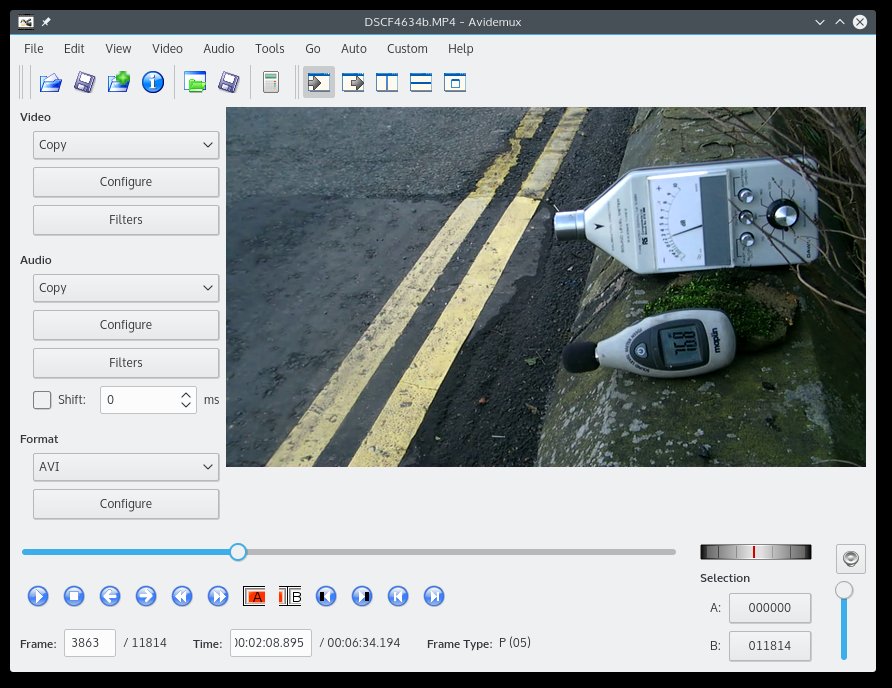 DSCF4634b.MP4 - Avidemux
File Edit View Video Audio Tools Go Auto Custom Help
Video
Copy
Configure
Filters
Audio
Copy
Configure
Filters
Shift: 0 ms
Format
AVI
Configure
maplin
A B
Selection
A: 000000
B: 011814
Frame: 3863 / 11814 Time: 00:02:08.895 / 00:06:34.194 Frame Type: P (05)